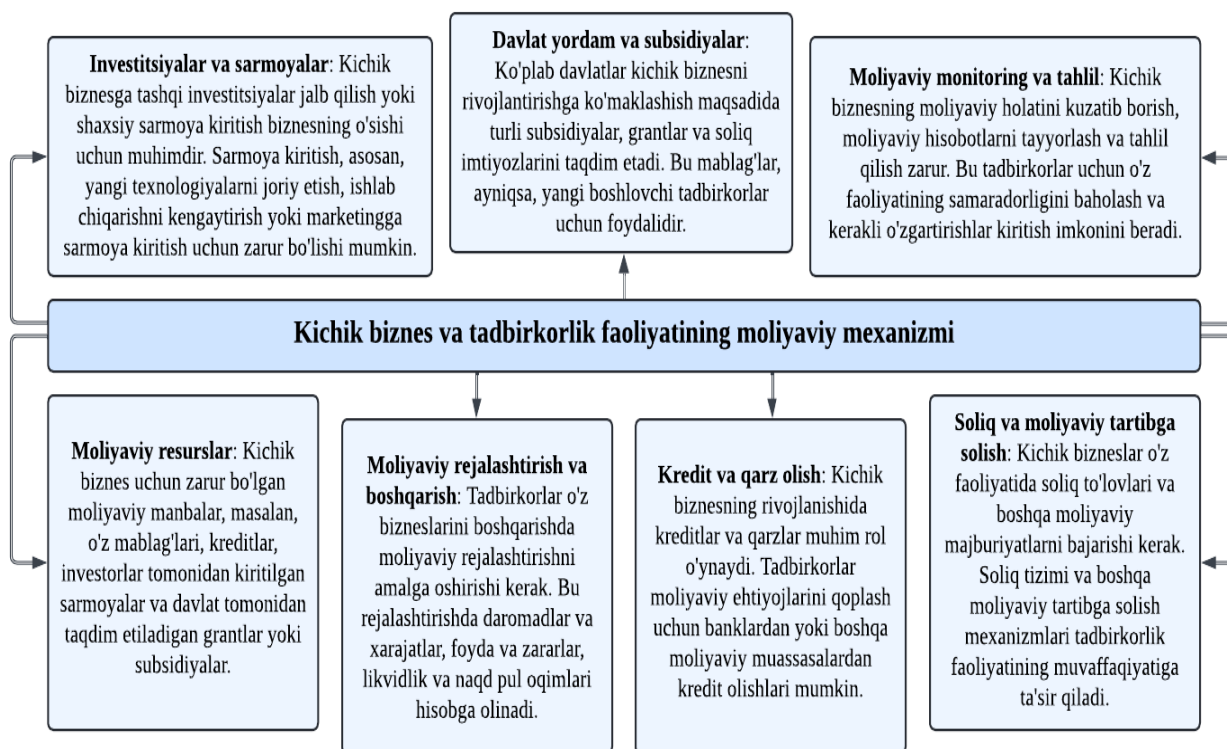 Investitsiyalar va sarmoyalar: Kichik
biznesga tashqi investitsiyalar jalb qilish yoki
shaxsiy sarmoya kiritish biznesning o'sishi
uchun muhimdir. Sarmoya kiritish, asosan,
yangi texnologiyalarni joriy etish, ishlab
chiqarishni kengaytirish yoki marketingga
sarmoya kiritish uchun zarur bo'lishi mumkin.
Davlat yordam va subsidiyalar:
Ko'plab davlatlar kichik biznesni
rivojlantirishga ko'maklashish maqsadida
turli subsidiyalar, grantlar va soliq
imtiyozlarini taqdim etadi. Bu mablag'lar,
ayniqsa, yangi boshlovchi tadbirkorlar
uchun foydalidir.
Moliyaviy monitoring va tahlil: Kichik
biznesning moliyaviy holatini kuzatib borish,
moliyaviy hisobotlarni tayyorlash va tahlil
qilish zarur. Bu tadbirkorlar uchun o'z
faoliyatining samaradorligini baholash va
kerakli o'zgartirishlar kiritish imkonini beradi.
Kichik biznes va tadbirkorlik faoliyatining moliyaviy mexanizmi
Moliyaviy resurslar: Kichik
biznes uchun zarur bo'lgan
moliyaviy manbalar, masalan,
o'z mablag'lari, kreditlar,
investorlar tomonidan kiritilgan
sarmoyalar va davlat tomonidan
taqdim etiladigan grantlar yoki
subsidiyalar.
Moliyaviy rejalashtirish va
boshqarish: Tadbirkorlar o'z
bizneslarini boshqarishda
moliyaviy rejalashtirishni
amalga oshirishi kerak. Bu
rejalashtirishda daromadlar va
xarajatlar, foyda va zararlar,
likvidlik va naqd pul oqimlari
hisobga olinadi.
Kredit va qarz olish: Kichik
biznesning rivojlanishida
kreditlar va qarzlar muhim rol
o'ynaydi. Tadbirkorlar
moliyaviy ehtiyojlarini qoplash
uchun banklardan yoki boshqa
moliyaviy muassasalardan
kredit olishlari mumkin.
Soliq va moliyaviy tartibga
solish: Kichik bizneslar o'z
faoliyatida soliq to'lovlari va
boshqa moliyaviy
majburiyatlarni bajarishi kerak.
Soliq tizimi va boshqa
moliyaviy tartibga solish
mexanizmlari tadbirkorlik
faoliyatining muvaffaqiyatiga
ta'sir qiladi.